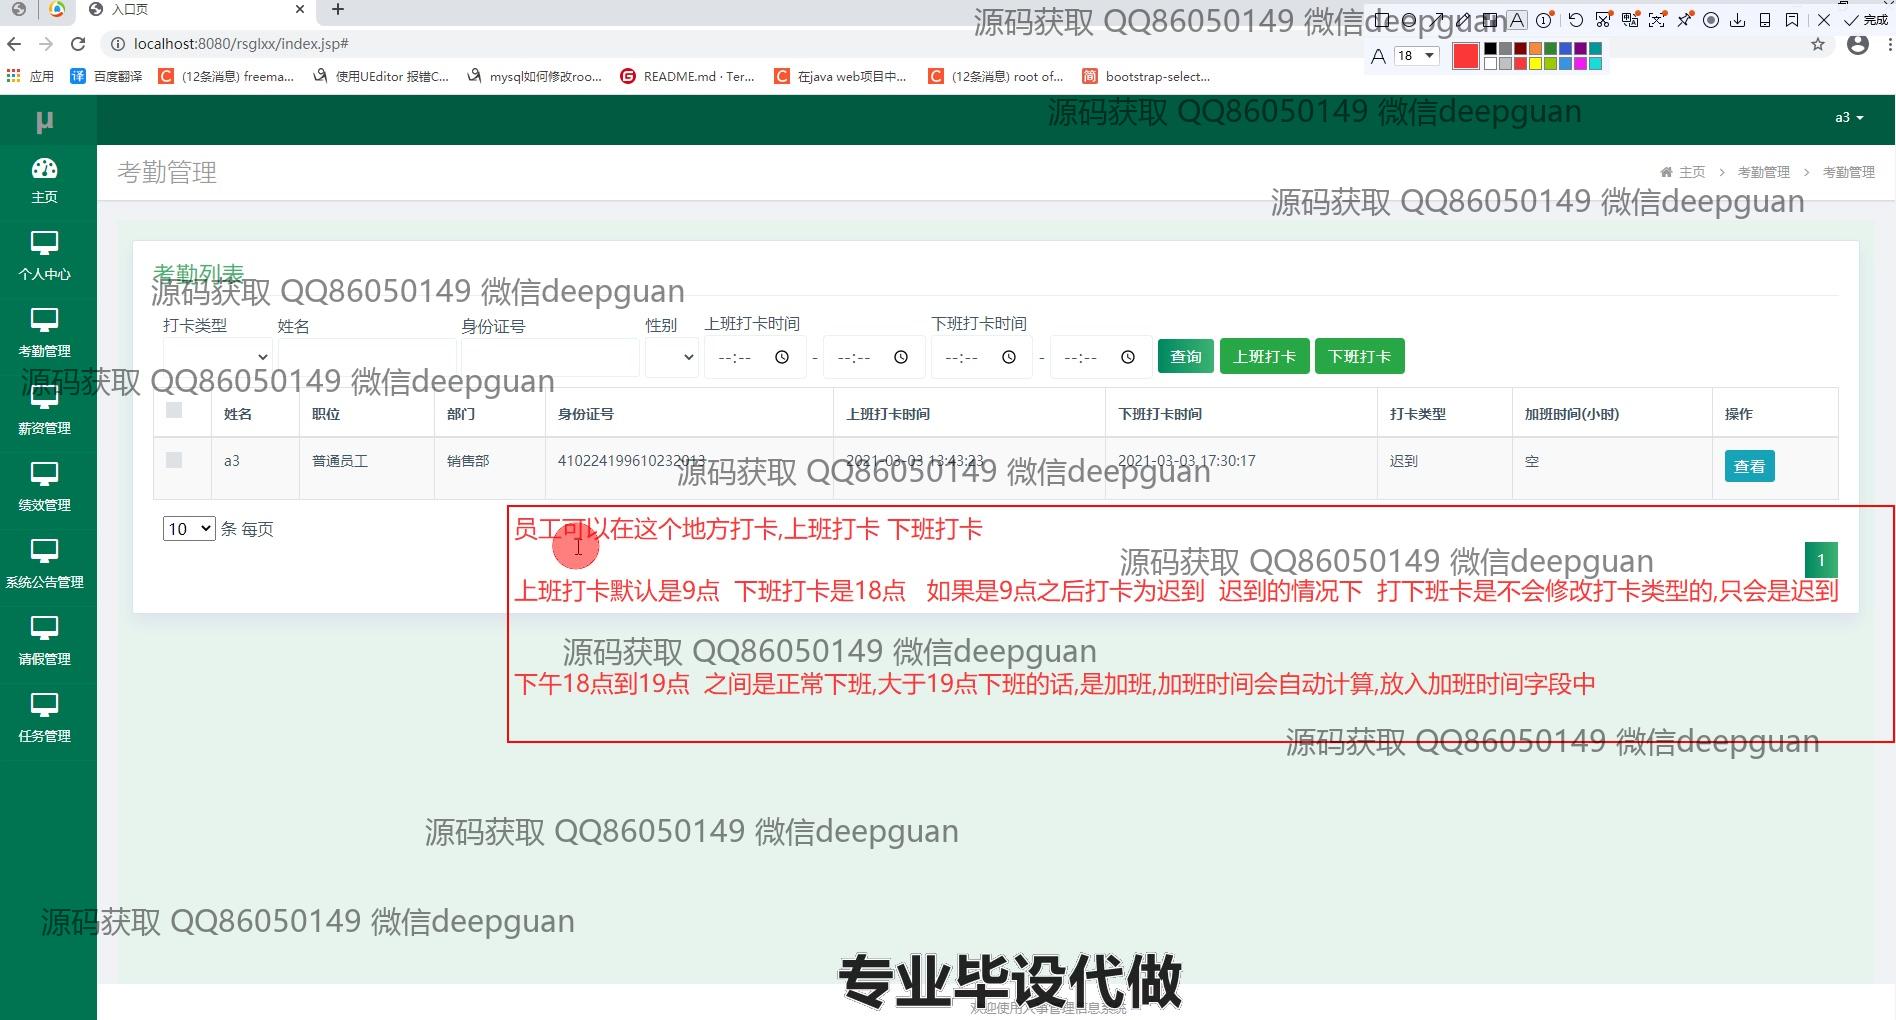 入口页
源码获取 QQ86050149 微信deepguan
完成
localhost:8080/rsglxx/index.jsp#
A 18
应用 百度翻译 (12条消息) freema... 使用UEditor 报错C... mysql如何修改roo... README.md · Ter... 在java web项目中... (12条消息) root of... bootstrap-select...
μ
源码获取 QQ86050149 微信deepguan
a3
主页
考勤管理
主页 > 考勤管理 > 考勤管理
源码获取 QQ86050149 微信deepguan
个人中心
考勤列表
源码获取 QQ86050149 微信deepguan
打卡类型 姓名 身份证号 性别 上班打卡时间 下班打卡时间
考勤管理
--:-- - --:-- --:-- - --:-- 查询 上班打卡 下班打卡
源码获取 QQ86050149 微信deepguan
薪资管理
姓名 职位 部门 身份证号 上班打卡时间 下班打卡时间 打卡类型 加班时间(小时) 操作
a3 普通员工 销售部 410224199610232013 2021-03-03 13:43:23 2021-03-03 17:30:17 迟到 空 查看
源码获取 QQ86050149 微信deepguan
绩效管理
10 条 每页
员工可以在这个地方打卡,上班打卡 下班打卡
源码获取 QQ86050149 微信deepguan
1
系统公告管理
上班打卡默认是9点 下班打卡是18点 如果是9点之后打卡为迟到 迟到的情况下 打下班卡是不会修改打卡类型的,只会是迟到
请假管理
源码获取 QQ86050149 微信deepguan
下午18点到19点 之间是正常下班,大于19点下班的话,是加班,加班时间会自动计算,放入加班时间字段中
任务管理
源码获取 QQ86050149 微信deepguan
源码获取 QQ86050149 微信deepguan
源码获取 QQ86050149 微信deepguan
专业毕设代做
欢迎使用人事管理信息系统